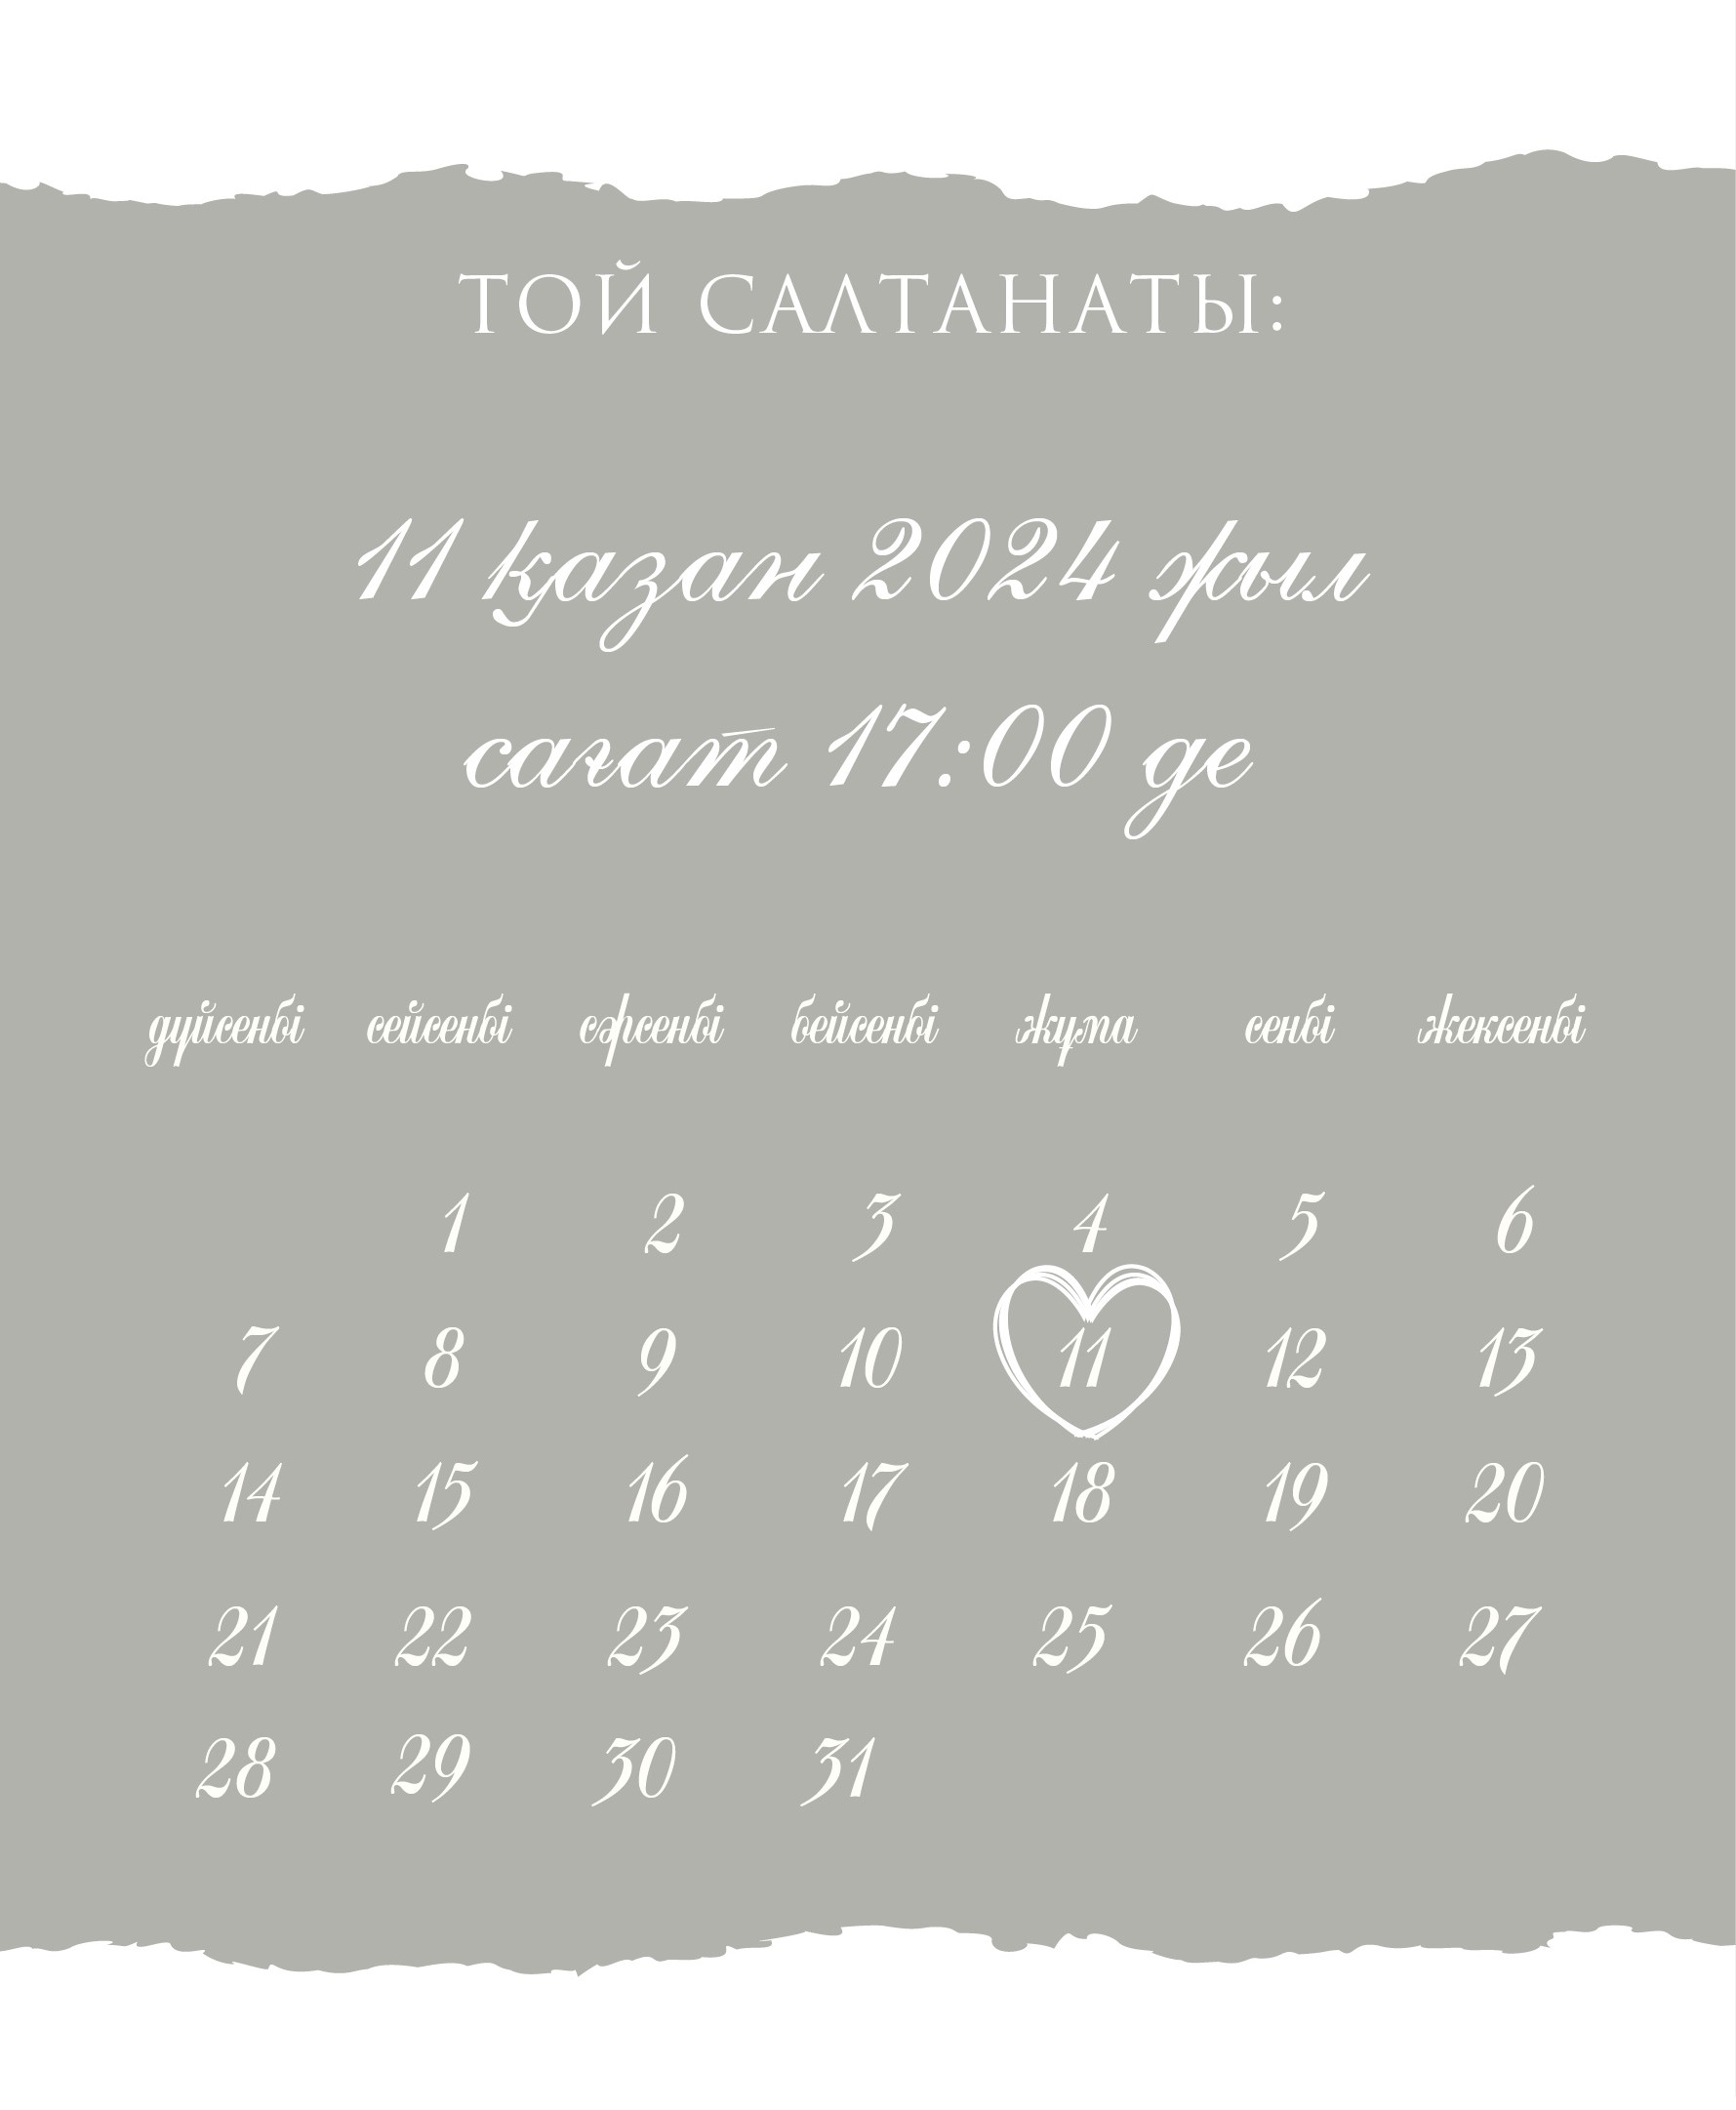 ТОЙ САЛТАНАТЫ:
11 қазан 2024 жыл
сағат 17:00 де
дүйсенбі сейсенбі сәрсенбі бейсенбі жұма сенбі жексенбі
1 2 3 4 5 6
7 8 9 10 11 12 13
14 15 16 17 18 19 20
21 22 23 24 25 26 27
28 29 30 31